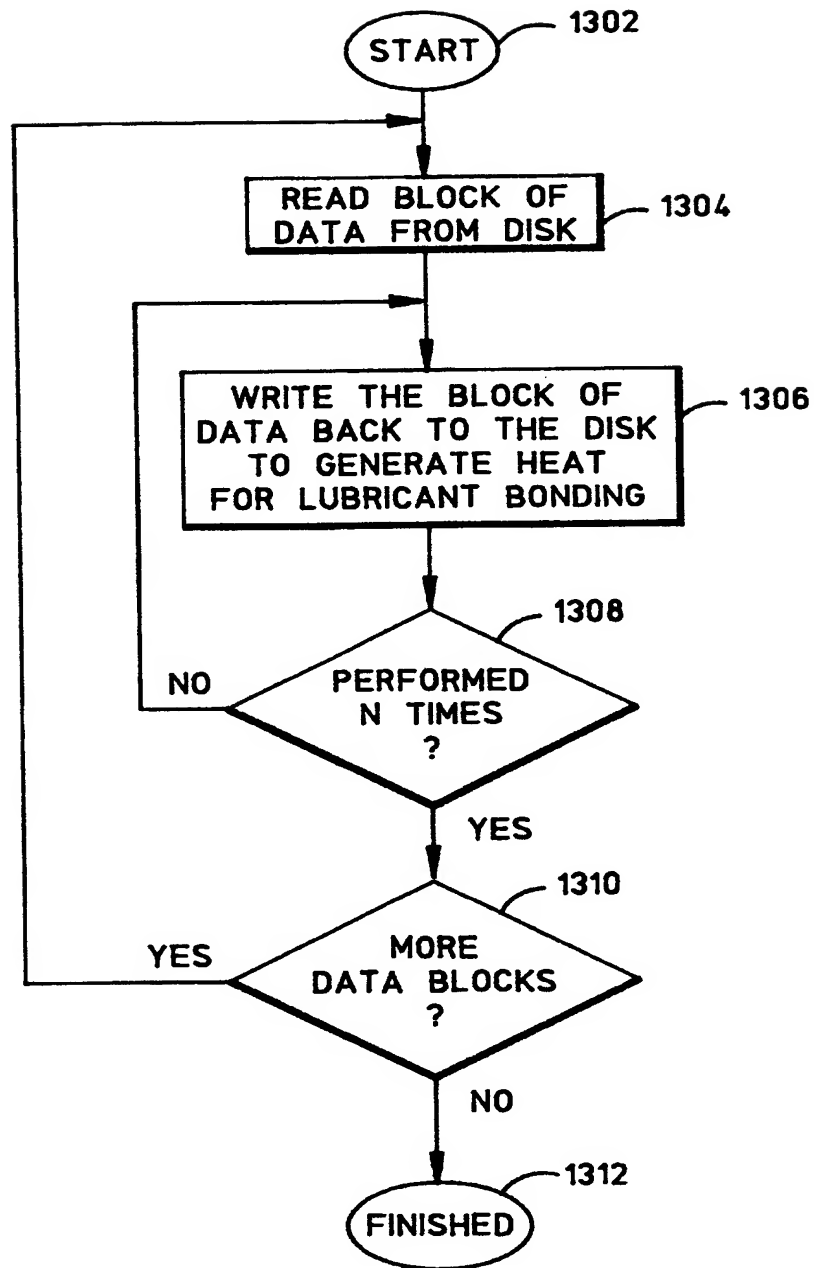 START
1302
READ BLOCK OF
DATA FROM DISK
1304
WRITE THE BLOCK OF
DATA BACK TO THE DISK
TO GENERATE HEAT
FOR LUBRICANT BONDING
1306
1308
PERFORMED
N TIMES
?
NO
YES
1310
MORE
DATA BLOCKS
?
YES
NO
1312
FINISHED